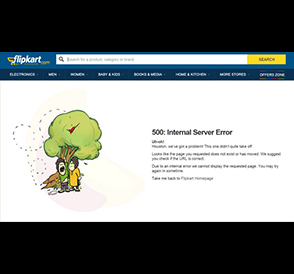 flipkart.com
Search for a product, category or brand
SEARCH
ELECTRONICS MEN WOMEN BABY & KIDS BOOKS & MEDIA HOME & KITCHEN MORE STORES OFFERS ZONE
500: Internal Server Error
Uh-oh!
Houston, we've got a problem! This one didn't quite take off!
Looks like the page you requested does not exist or has moved. We suggest
you check if the URL is correct.
Due to an internal error we cannot display the requested page. You may try
again in sometime.
Take me back to Flipkart Homepage